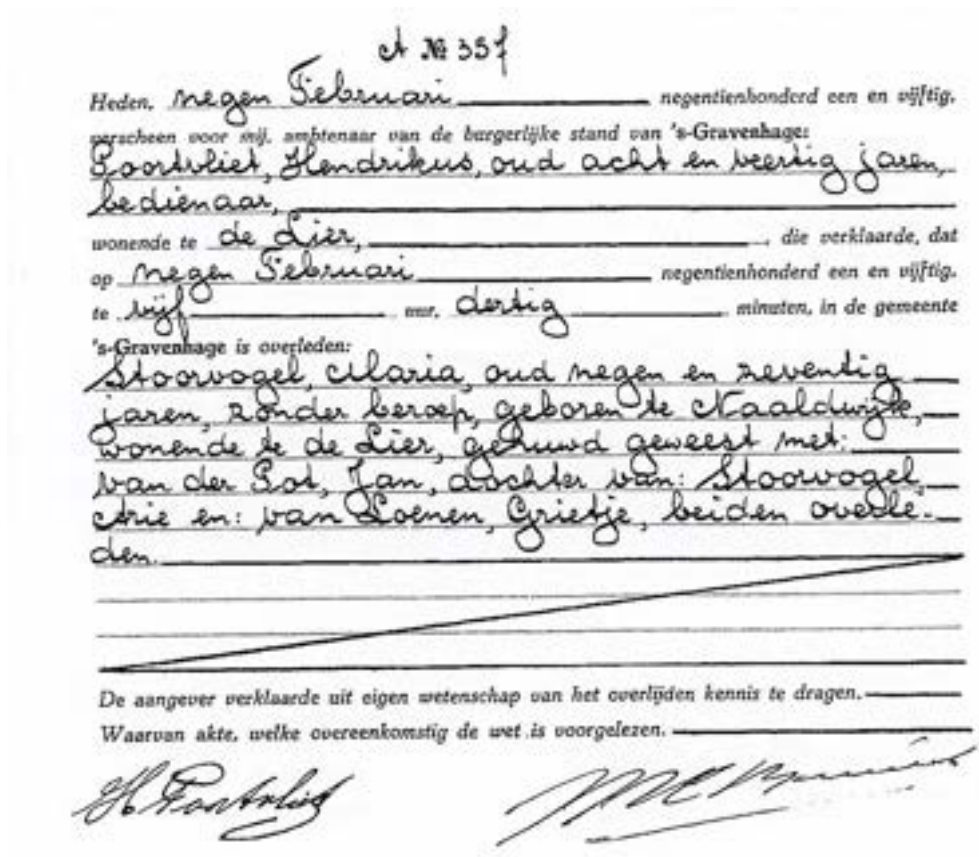 A № 357
Heden, negen Februari negentienhonderd een en vijftig,
verscheen voor mij, ambtenaar van de burgerlijke stand van 's-Gravenhage:
Poortvliet, Hendrikus, oud acht en veertig jaren,
bedienaar,
wonende te de Lier, die verklaarde, dat
op negen Februari negentienhonderd een en vijftig,
te vijf uur, dertig minuten, in de gemeente
's-Gravenhage is overleden:
Stoorvogel, Maria, oud negen en zeventig
jaren, zonder beroep, geboren te Naaldwijk,
wonende te de Lier, gehuwd geweest met:
van der Pot, Jan, dochter van: Stoorvogel,
Arie en: van Loenen, Grietje, beiden overle-
den.
De aangever verklaarde uit eigen wetenschap van het overlijden kennis te dragen.
Waarvan akte, welke overeenkomstig de wet is voorgelezen.
H. Poortvliet